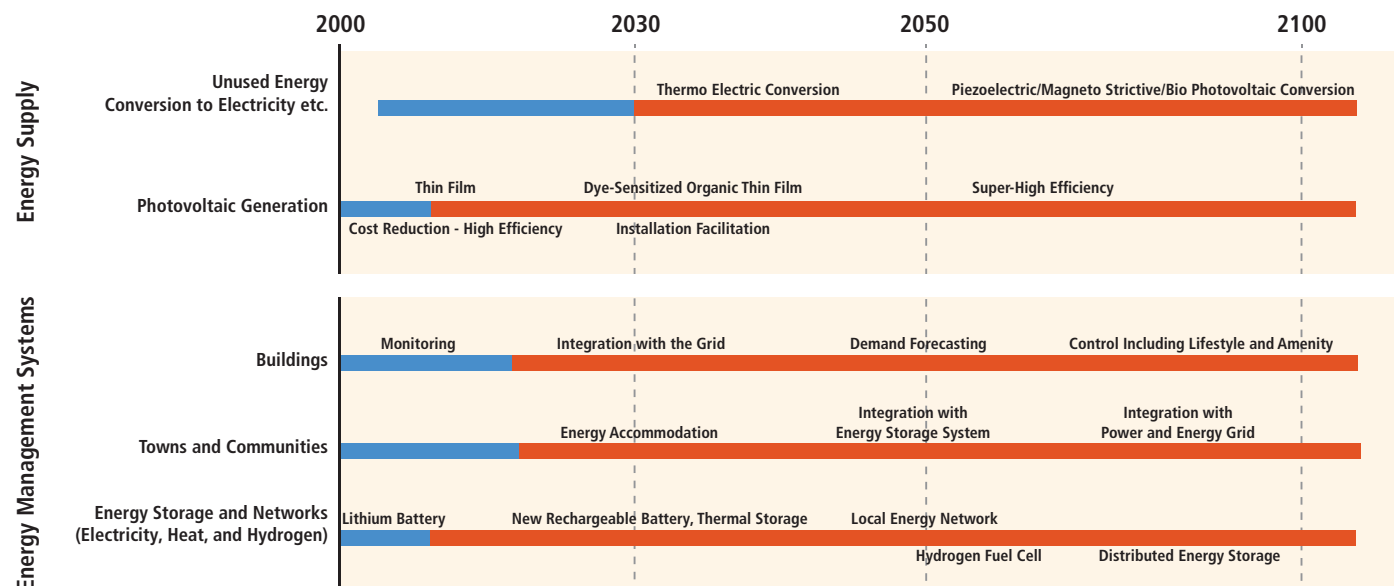 2000 2030 2050 2100
Energy Supply
Unused Energy
Conversion to Electricity etc.
Thermo Electric Conversion
Piezoelectric/Magneto Strictive/Bio Photovoltaic Conversion
Photovoltaic Generation
Thin Film
Dye-Sensitized Organic Thin Film
Super-High Efficiency
Cost Reduction - High Efficiency
Installation Facilitation
Energy Management Systems
Buildings
Monitoring
Integration with the Grid
Demand Forecasting
Control Including Lifestyle and Amenity
Towns and Communities
Energy Accommodation
Integration with
Energy Storage System
Integration with
Power and Energy Grid
Energy Storage and Networks
(Electricity, Heat, and Hydrogen)
Lithium Battery
New Rechargeable Battery, Thermal Storage
Local Energy Network
Hydrogen Fuel Cell
Distributed Energy Storage